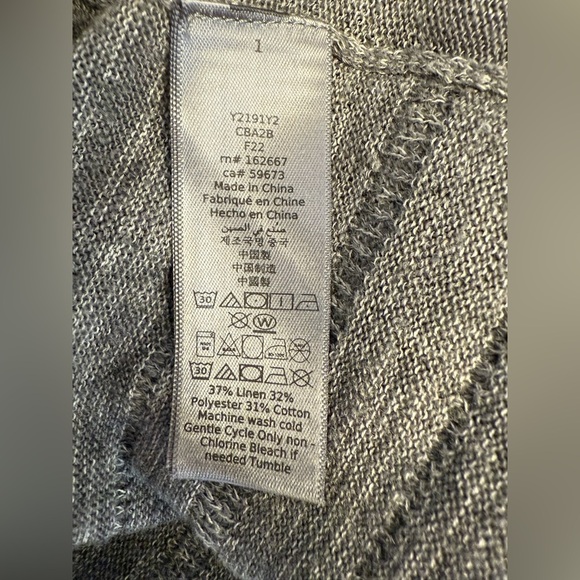 1
Y2191Y2
CBA2B
F22
rn# 162667
ca# 59673
Made in China
Fabriqué en Chine
Hecho en China
صنع في الصين
제조국명 중국
中国製
中国制造
中國製
30
30
37% Linen 32%
Polyester 31% Cotton
Machine wash cold
Gentle Cycle Only non -
Chlorine Bleach if
needed Tumble